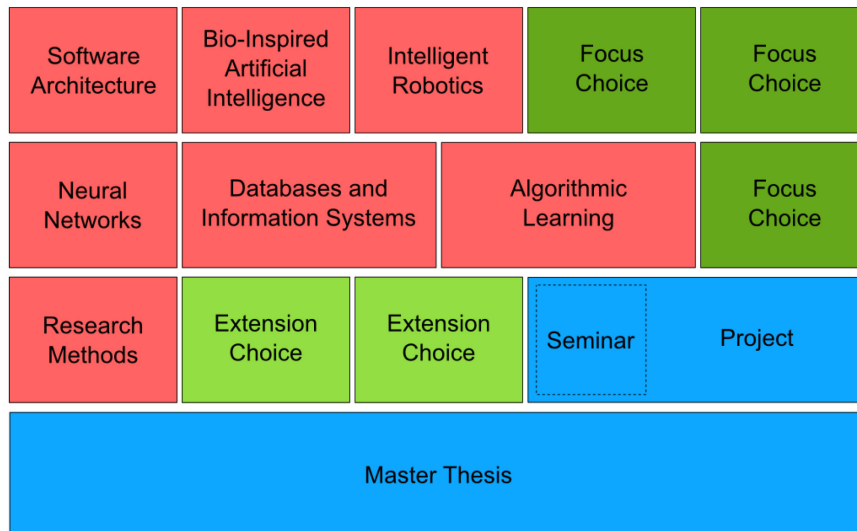 Software
Architecture
Bio-Inspired
Artificial
Intelligence
Intelligent
Robotics
Focus
Choice
Focus
Choice
Neural
Networks
Databases and
Information Systems
Algorithmic
Learning
Focus
Choice
Research
Methods
Extension
Choice
Extension
Choice
Seminar
Project
Master Thesis